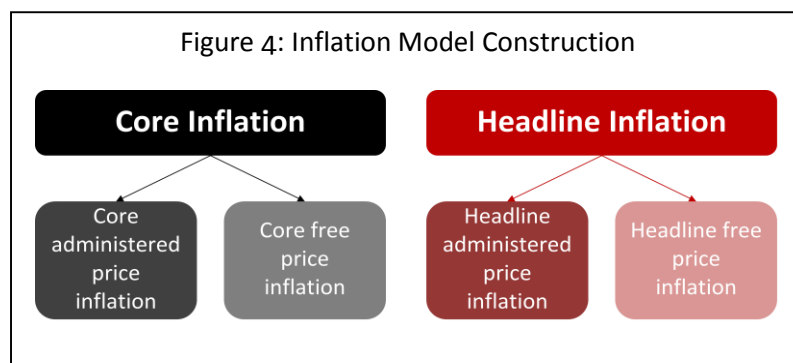 Figure 4: Inflation Model Construction
Core Inflation
Headline Inflation
Core
administered
price
inflation
Core free
price
inflation
Headline
administered
price
inflation
Headline free
price
inflation